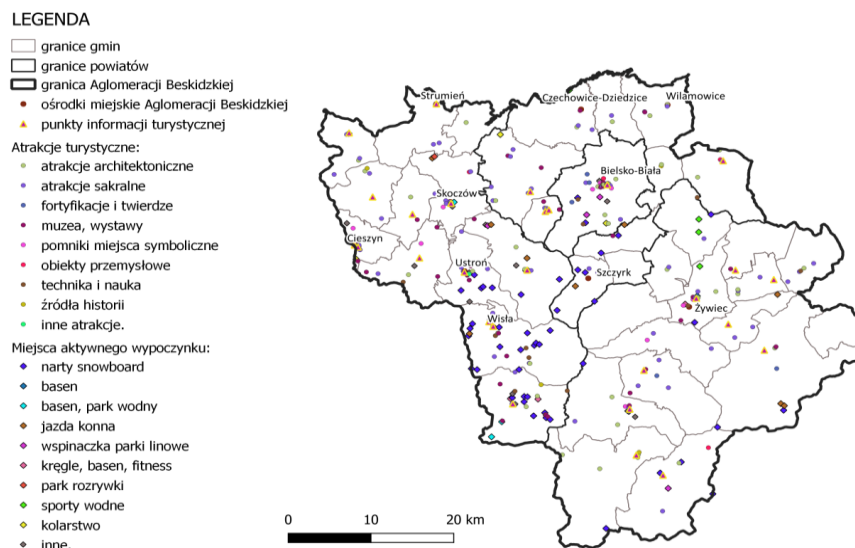 LEGENDA
granice gmin
granice powiatów
granica Aglomeracji Beskidzkiej
ośrodki miejskie Aglomeracji Beskidzkiej
punkty informacji turystycznej
Atrakcje turystyczne:
atrakcje architektoniczne
atrakcje sakralne
fortyfikacje i twierdze
muzea, wystawy
pomniki miejsca symboliczne
obiekty przemysłowe
technika i nauka
źródła historii
inne atrakcje.
Miejsca aktywnego wypoczynku:
narty snowboard
basen
basen, park wodny
jazda konna
wspinaczka parki linowe
kręgle, basen, fitness
park rozrywki
sporty wodne
kolarstwo
inne.
Strumień
Czechowice-Dziedzice
Wilamowice
Bielsko-Biała
Skoczów
Cieszyn
Ustroń
Szczyrk
Wisła
Żywiec
0 10 20 km